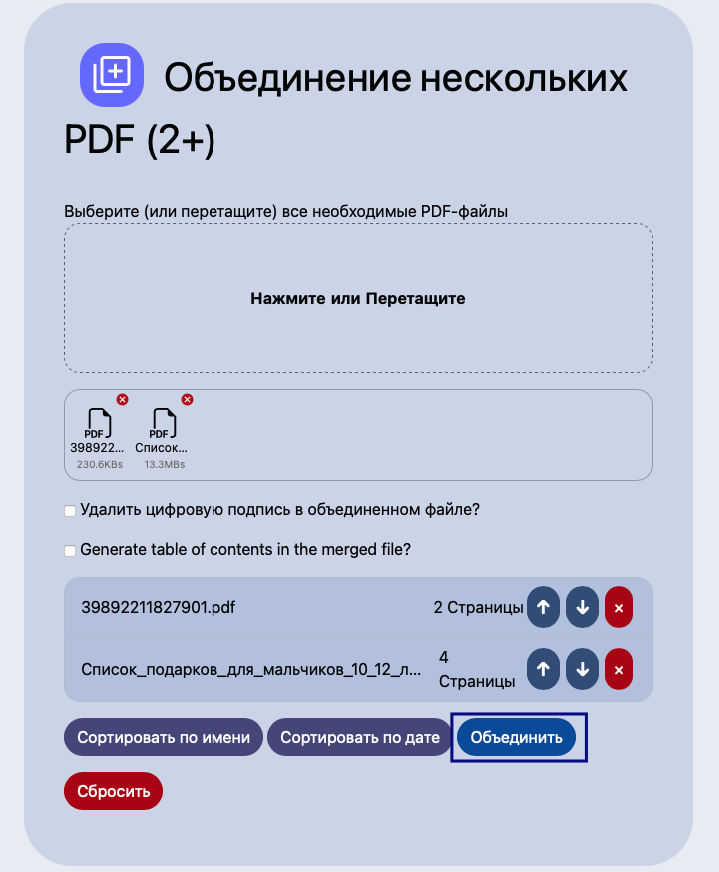 Объединение нескольких
PDF (2+)
Выберите (или перетащите) все необходимые PDF-файлы
Нажмите или Перетащите
PDF PDF
398922... Список...
230.6KBs 13.3MBs
Удалить цифровую подпись в объединенном файле?
Generate table of contents in the merged file?
39892211827901.pdf 2 Страницы
Список_подарков_для_мальчиков_10_12_л... 4
Страницы
Сортировать по имени Сортировать по дате Объединить
Сбросить